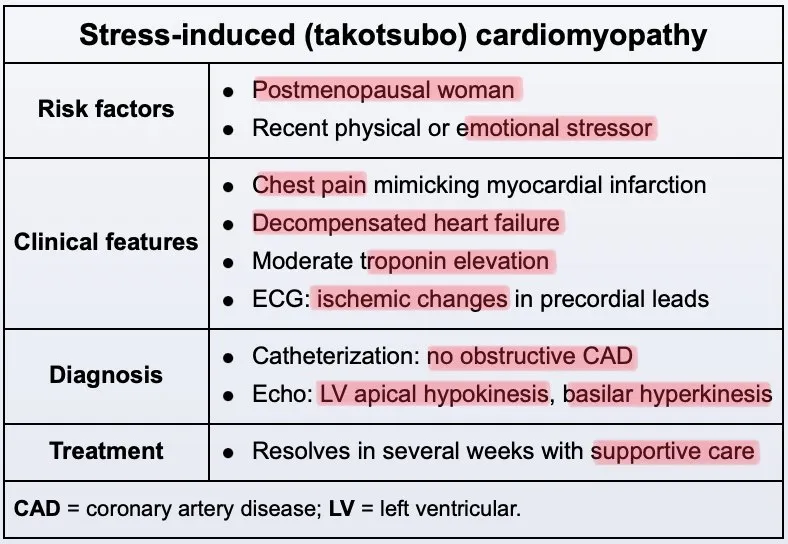 Stress-induced (takotsubo) cardiomyopathy
Risk factors
• Postmenopausal woman
• Recent physical or emotional stressor
Clinical features
• Chest pain mimicking myocardial infarction
• Decompensated heart failure
• Moderate troponin elevation
• ECG: ischemic changes in precordial leads
Diagnosis
• Catheterization: no obstructive CAD
• Echo: LV apical hypokinesis, basilar hyperkinesis
Treatment
• Resolves in several weeks with supportive care
CAD = coronary artery disease; LV = left ventricular.